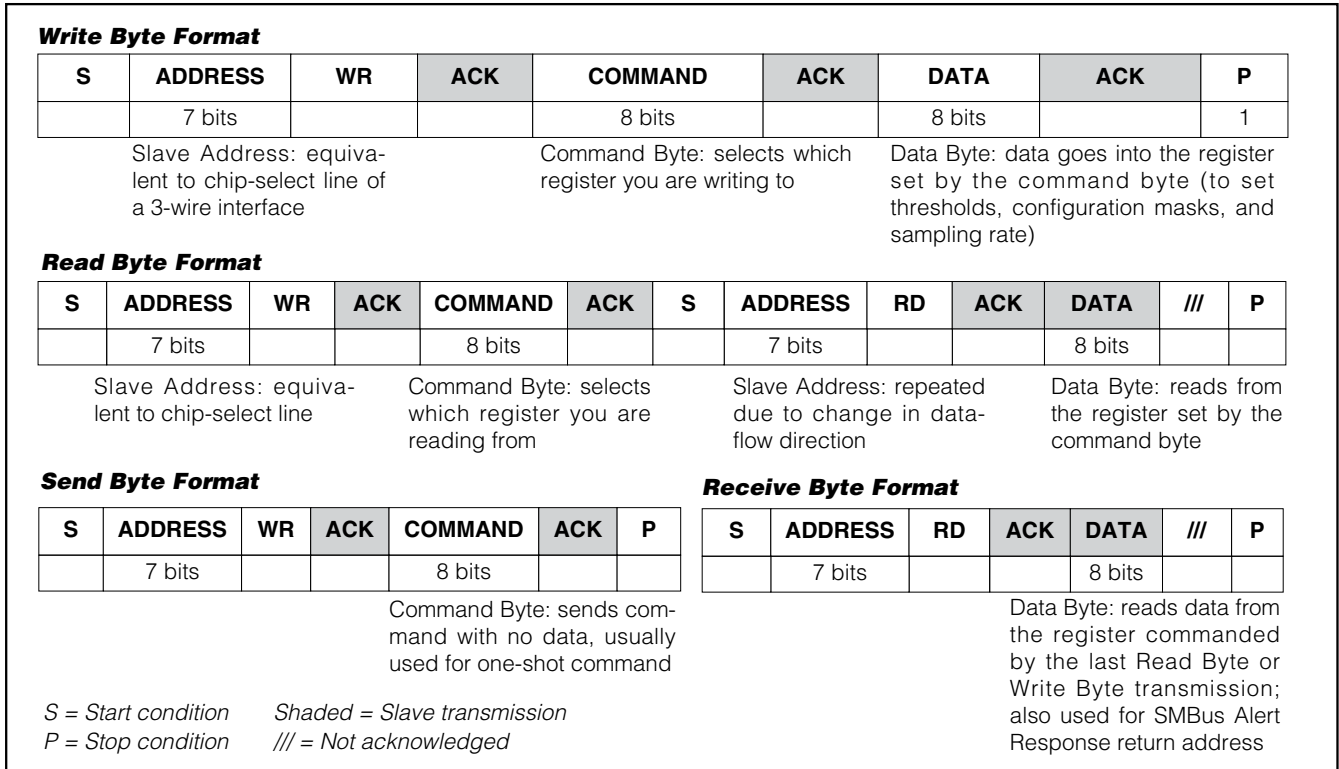 Write Byte Format
S ADDRESS WR ACK COMMAND ACK DATA ACK P
7 bits 8 bits 8 bits 1
Slave Address: equiva-
lent to chip-select line of
a 3-wire interface
Command Byte: selects which
register you are writing to
Data Byte: data goes into the register
set by the command byte (to set
thresholds, configuration masks, and
sampling rate)
Read Byte Format
S ADDRESS WR ACK COMMAND ACK S ADDRESS RD ACK DATA /// P
7 bits 8 bits 7 bits 8 bits
Slave Address: equiva-
lent to chip-select line
Command Byte: selects
which register you are
reading from
Slave Address: repeated
due to change in data-
flow direction
Data Byte: reads from
the register set by the
command byte
Send Byte Format
S ADDRESS WR ACK COMMAND ACK P
7 bits 8 bits
Command Byte: sends com-
mand with no data, usually
used for one-shot command
Receive Byte Format
S ADDRESS RD ACK DATA /// P
7 bits 8 bits
Data Byte: reads data from
the register commanded
by the last Read Byte or
Write Byte transmission;
also used for SMBus Alert
Response return address
S = Start condition Shaded = Slave transmission
P = Stop condition /// = Not acknowledged